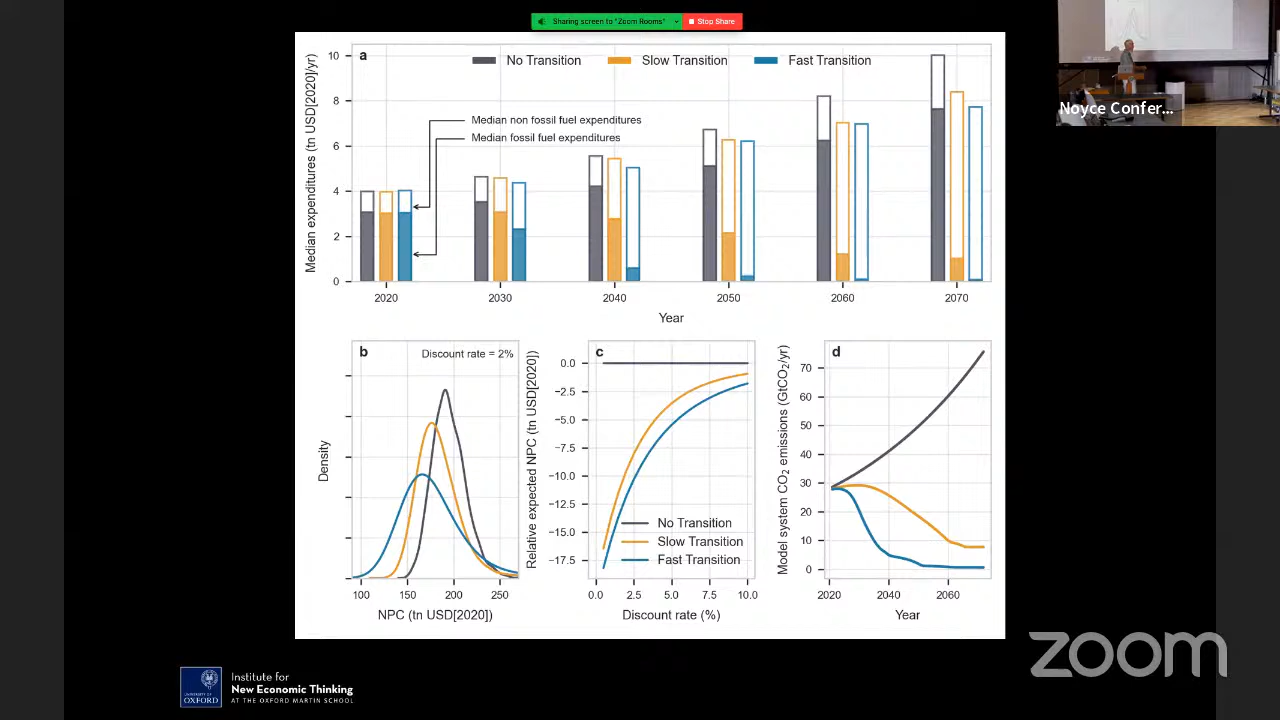 Sharing screen to "Zoom Rooms"
Stop Share
Noyce Confer...
a
No Transition
Slow Transition
Fast Transition
Median non fossil fuel expenditures
Median fossil fuel expenditures
Median expenditures (tn USD[2020]/yr)
10
8
6
4
2
0
2020
2030
2040
2050
2060
2070
Year
b
Discount rate = 2%
Density
100
150
200
250
NPC (tn USD[2020])
c
Relative expected NPC (tn USD[2020])
0.0
−2.5
−5.0
−7.5
−10.0
−12.5
−15.0
−17.5
No Transition
Slow Transition
Fast Transition
0.0
2.5
5.0
7.5
10.0
Discount rate (%)
d
Model system CO₂ emissions (GtCO₂/yr)
70
60
50
40
30
20
10
0
2020
2040
2060
Year
zoom
UNIVERSITY OF
OXFORD
Institute for
New Economic Thinking
AT THE OXFORD MARTIN SCHOOL